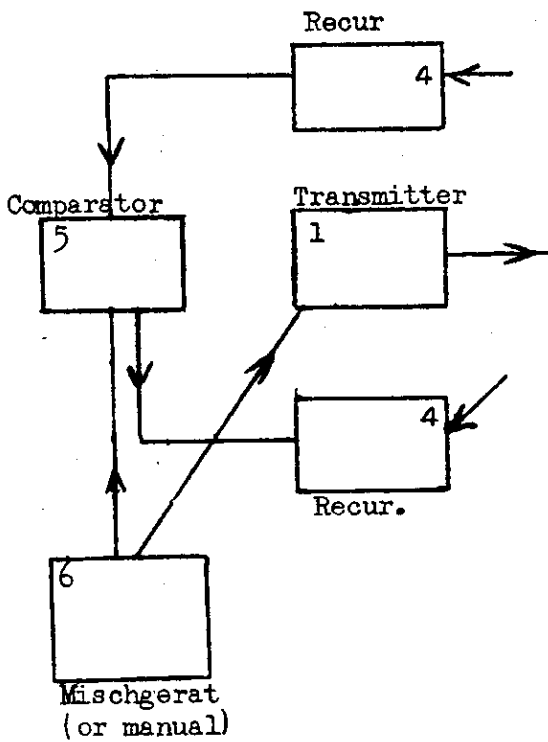 Recur
4
Comparator
5
Transmitter
1
4
Recur.
6
Mischgerat
(or manual)